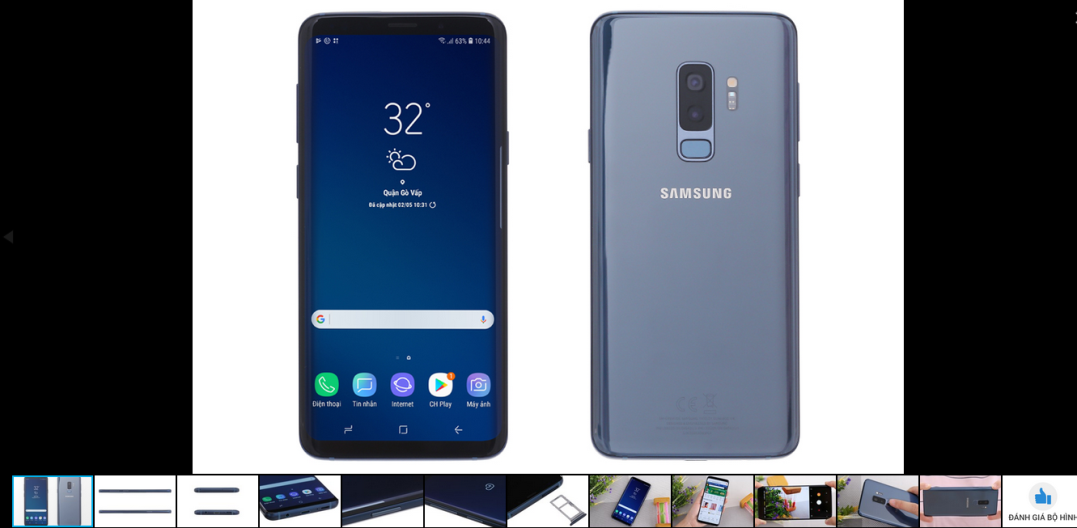 63% 10:44
32°
Quận Gò Vấp
Đã cập nhật 02/05 10:31
SAMSUNG
G
1
Điện thoại Tin nhắn Internet CH Play Máy ảnh
ĐÁNH GIÁ BỘ HÌNH